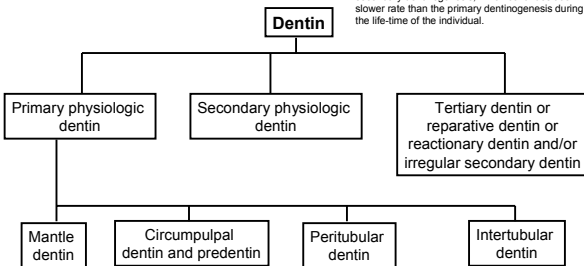 slower rate than the primary dentinogenesis during
the life-time of the individual.
Dentin
Primary physiologic
dentin
Secondary physiologic
dentin
Tertiary dentin or
reparative dentin or
reactionary dentin and/or
irregular secondary dentin
Mantle
dentin
Circumpulpal
dentin and predentin
Peritubular
dentin
Intertubular
dentin